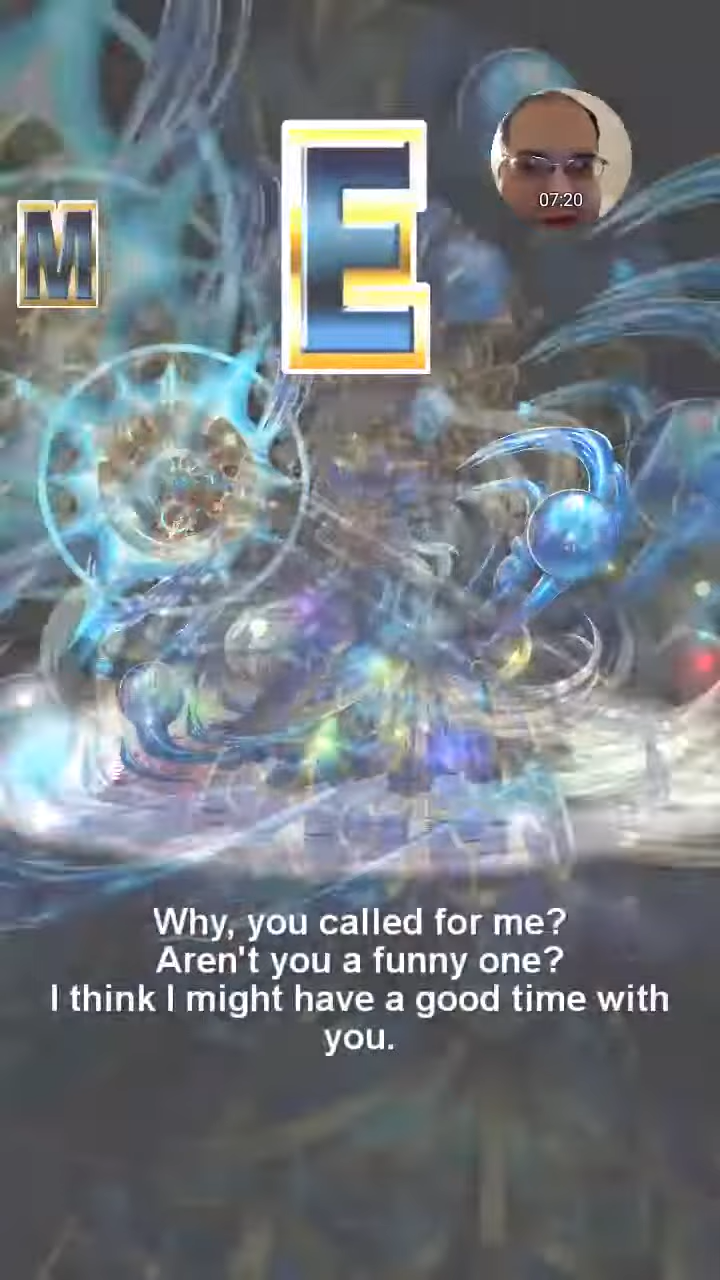 M
E
07:20
Why, you called for me?
Aren't you a funny one?
I think I might have a good time with
you.